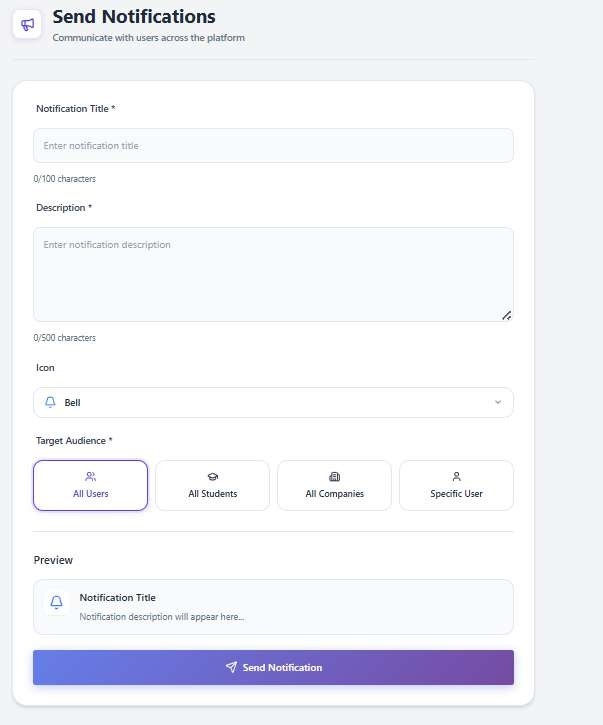 Send Notifications
Communicate with users across the platform
Notification Title *
Enter notification title
0/100 characters
Description *
Enter notification description
0/500 characters
Icon
Bell
Target Audience *
All Users
All Students
All Companies
Specific User
Preview
Notification Title
Notification description will appear here...
Send Notification